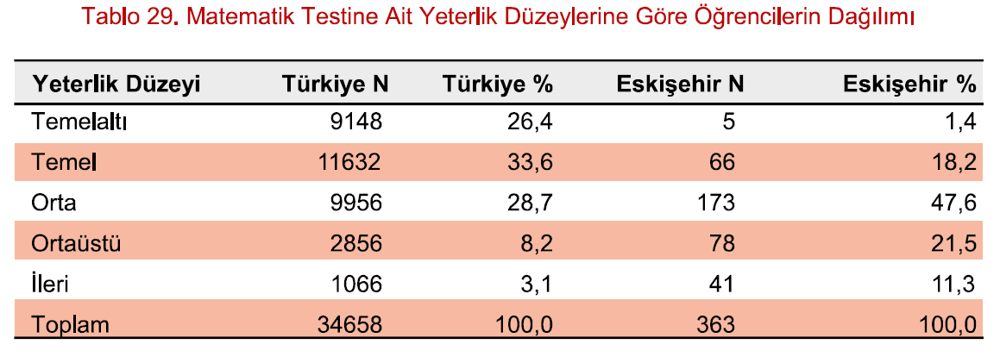 Tablo 29. Matematik Testine Ait Yeterlik Düzeylerine Göre Öğrencilerin Dağılımı
Yeterlik Düzeyi Türkiye N Türkiye % Eskişehir N Eskişehir %
Temelaltı 9148 26,4 5 1,4
Temel 11632 33,6 66 18,2
Orta 9956 28,7 173 47,6
Ortaüstü 2856 8,2 78 21,5
İleri 1066 3,1 41 11,3
Toplam 34658 100,0 363 100,0